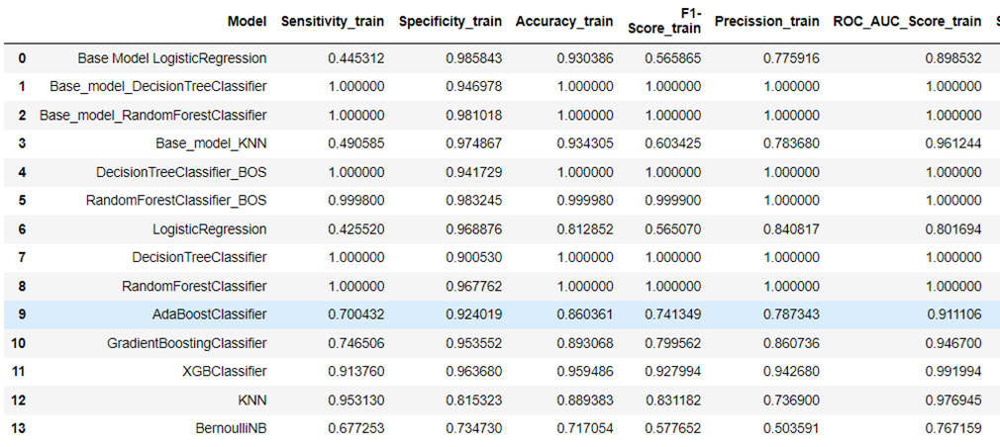 Model Sensitivity_train Specificity_train Accuracy_train F1-Score_train Precission_train ROC_AUC_Score_train S
0 Base Model LogisticRegression 0.445312 0.985843 0.930386 0.565865 0.775916 0.898532
1 Base_model_DecisionTreeClassifier 1.000000 0.946978 1.000000 1.000000 1.000000 1.000000
2 Base_model_RandomForestClassifier 1.000000 0.981018 1.000000 1.000000 1.000000 1.000000
3 Base_model_KNN 0.490585 0.974867 0.934305 0.603425 0.783680 0.961244
4 DecisionTreeClassifier_BOS 1.000000 0.941729 1.000000 1.000000 1.000000 1.000000
5 RandomForestClassifier_BOS 0.999800 0.983245 0.999980 0.999900 1.000000 1.000000
6 LogisticRegression 0.425520 0.968876 0.812852 0.565070 0.840817 0.801694
7 DecisionTreeClassifier 1.000000 0.900530 1.000000 1.000000 1.000000 1.000000
8 RandomForestClassifier 1.000000 0.967762 1.000000 1.000000 1.000000 1.000000
9 AdaBoostClassifier 0.700432 0.924019 0.860361 0.741349 0.787343 0.911106
10 GradientBoostingClassifier 0.746506 0.953552 0.893068 0.799562 0.860736 0.946700
11 XGBClassifier 0.913760 0.963680 0.959486 0.927994 0.942680 0.991994
12 KNN 0.953130 0.815323 0.889383 0.831182 0.736900 0.976945
13 BernoulliNB 0.677253 0.734730 0.717054 0.577652 0.503591 0.767159